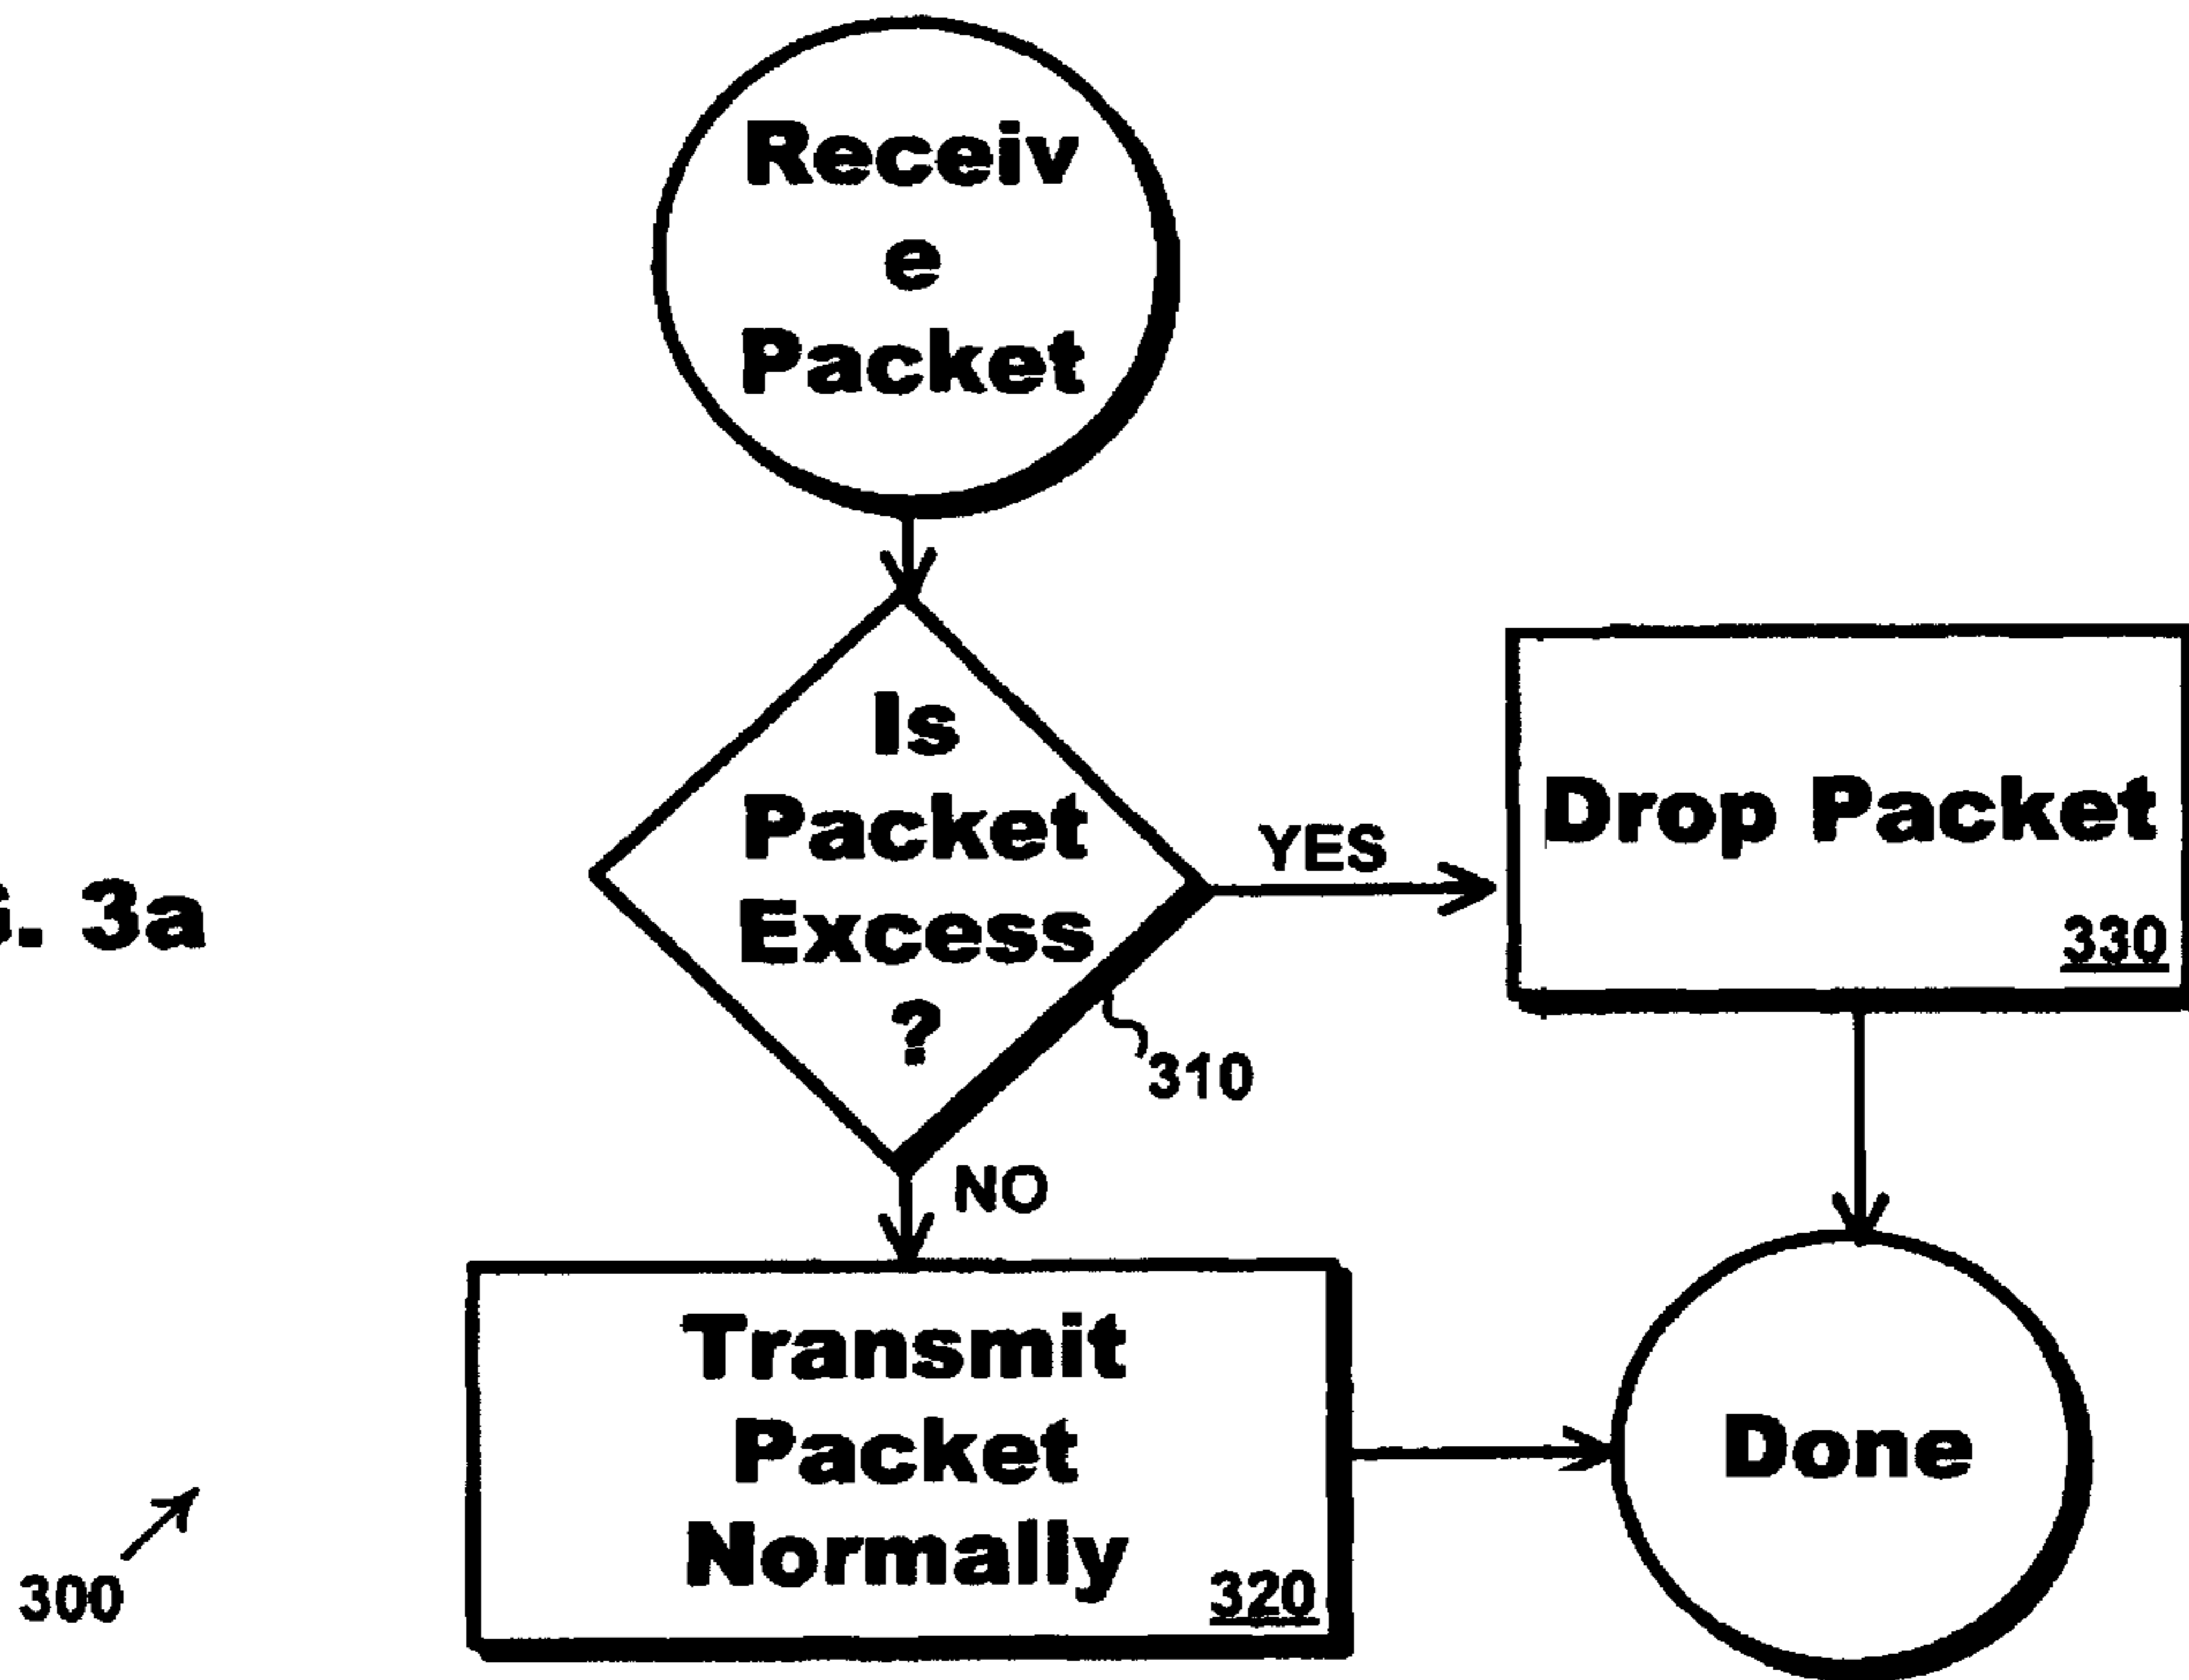 Receiv
e
Packet
Is
Packet
Excess
?
310
YES
Drop Packet
330
NO
Transmit
Packet
Normally
320
Done
3a
300